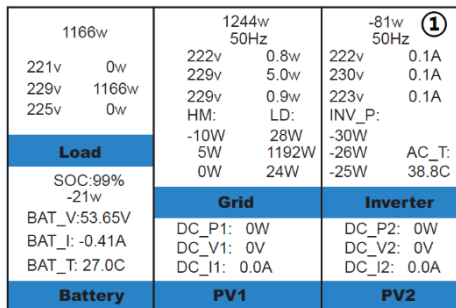 1166w
221v 0w
229v 1166w
225v 0w
Load
1244w
50Hz
222v 0.8w
229v 5.0w
229v 0.9w
HM: LD:
-10W 28W
5W 1192W
0W 24W
Grid
-81w ①
50Hz
222v 0.1A
230v 0.1A
223v 0.1A
INV_P:
-30W
-26W AC_T:
-25W 38.8C
Inverter
SOC:99%
-21w
BAT_V:53.65V
BAT_I: -0.41A
BAT_T: 27.0C
Battery
DC_P1: 0W
DC_V1: 0V
DC_I1: 0.0A
PV1
DC_P2: 0W
DC_V2: 0V
DC_I2: 0.0A
PV2